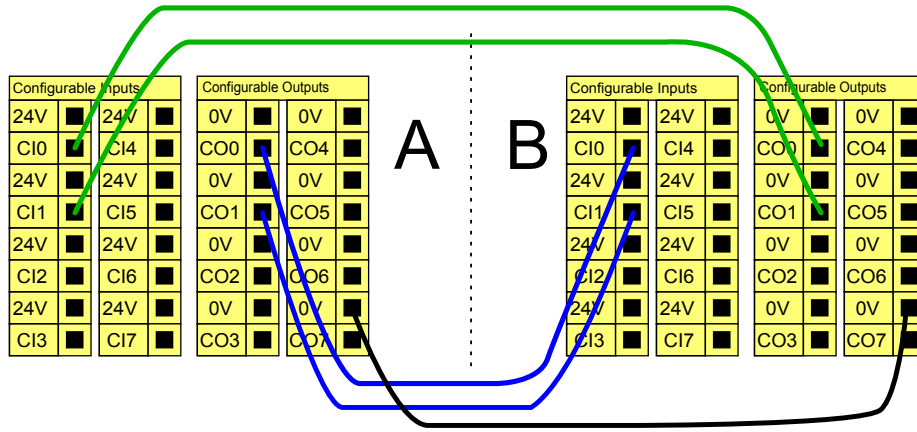 Configurable Inputs
24V 24V
CI0 CI4
24V 24V
CI1 CI5
24V 24V
CI2 CI6
24V 24V
CI3 CI7
Configurable Outputs
0V 0V
CO0 CO4
0V 0V
CO1 CO5
0V 0V
CO2 CO6
0V 0V
CO3 CO7
A
B
Configurable Inputs
24V 24V
CI0 CI4
24V 24V
CI1 CI5
24V 24V
CI2 CI6
24V 24V
CI3 CI7
Configurable Outputs
0V 0V
CO0 CO4
0V 0V
CO1 CO5
0V 0V
CO2 CO6
0V 0V
CO3 CO7